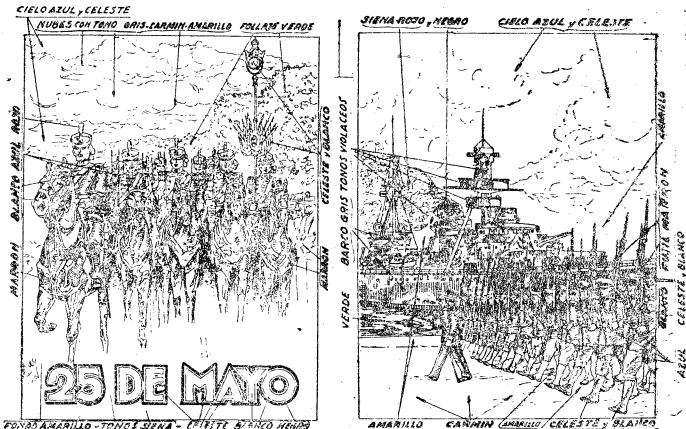 CIELO AZUL y CELESTE
NUBES CON TONO GRIS-CARMIN-AMARILLO FOLLAJE VERDE
BLANCO AZUL ROJO
MARRON
CELESTE y BLANCO
MARRON
25 DE MAYO
FONDO AMARILLO - TONOS SIENA - CELESTE BLANCO NEGRO
SIENA-ROJO y NEGRO
CIELO AZUL y CELESTE
BARCO GRIS TONOS VIOLACEOS
VERDE
AMARILLO
MARRON
BLANCO
CELESTE y BLANCO
AZUL
AMARILLO CARMIN AMARILLO / CELESTE y BLANCO